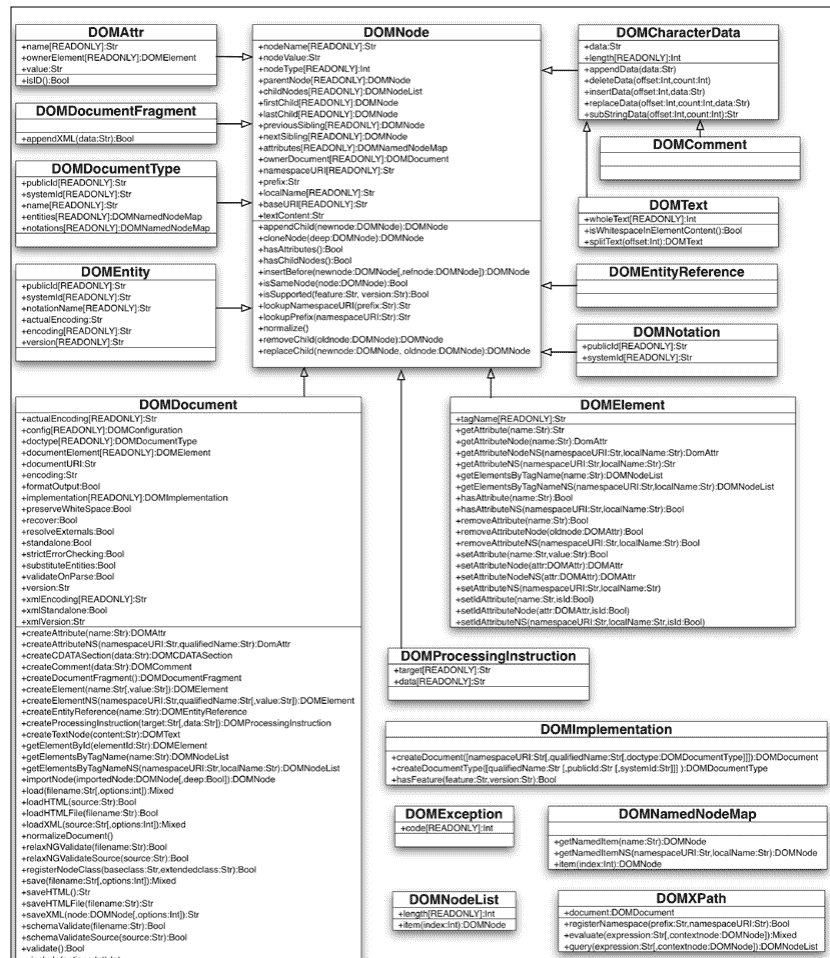 DOMAttr
+name[READONLY]:Str
+ownerElement[READONLY]:DOMElement
+value:Str
+isID():Bool
DOMDocumentFragment
+appendXML(data:Str):Bool
DOMDocumentType
+publicId[READONLY]:Str
+systemId[READONLY]:Str
+name[READONLY]:Str
+entities[READONLY]:DOMNamedNodeMap
+notations[READONLY]:DOMNamedNodeMap
DOMEntity
+publicId[READONLY]:Str
+systemId[READONLY]:Str
+notationName[READONLY]:Str
+actualEncoding:Str
+encoding[READONLY]:Str
+version[READONLY]:Str
DOMNode
+nodeName[READONLY]:Str
+nodeValue:Str
+nodeType[READONLY]:Int
+parentNode[READONLY]:DOMNode
+childNodes[READONLY]:DOMNodeList
+firstChild[READONLY]:DOMNode
+lastChild[READONLY]:DOMNode
+previousSibling[READONLY]:DOMNode
+nextSibling[READONLY]:DOMNode
+attributes[READONLY]:DOMNamedNodeMap
+ownerDocument[READONLY]:DOMDocument
+namespaceURI[READONLY]:Str
+prefix:Str
+localName[READONLY]:Str
+baseURI[READONLY]:Str
+textContent:Str
+appendChild(newnode:DOMNode):DOMNode
+cloneNode(deep:DOMNode):DOMNode
+hasAttributes():Bool
+hasChildNodes():Bool
+insertBefore(newnode:DOMNode[,refnode:DOMNode]):DOMNode
+isSameNode(node:DOMNode):Bool
+isSupported(feature:Str, version:Str):Bool
+lookupNamespaceURI(prefix:Str):Str
+lookupPrefix(namespaceURI:Str):Str
+normalize()
+removeChild(oldnode:DOMNode):DOMNode
+replaceChild(newnode:DOMNode, oldnode:DOMNode):DOMNode
DOMCharacterData
+data:Str
+length[READONLY]:Int
+appendData(data:Str)
+deleteData(offset:Int,count:Int)
+insertData(offset:Int,data:Str)
+replaceData(offset:Int,count:Int,data:Str)
+subStringData(offset:Int,count:Int):Str
DOMComment
DOMText
+wholeText[READONLY]:Int
+isWhitespaceInElementContent():Bool
+splitText(offset:Int):DOMText
DOMEntityReference
DOMNotation
+publicId[READONLY]:Str
+systemId[READONLY]:Str
DOMDocument
+actualEncoding[READONLY]:Str
+config[READONLY]:DOMConfiguration
+doctype[READONLY]:DOMDocumentType
+documentElement[READONLY]:DOMElement
+documentURI:Str
+encoding:Str
+formatOutput:Bool
+implementation[READONLY]:DOMImplementation
+preserveWhiteSpace:Bool
+recover:Bool
+resolveExternals:Bool
+standalone:Bool
+strictErrorChecking:Bool
+substituteEntities:Bool
+validateOnParse:Bool
+version:Str
+xmlEncoding[READONLY]:Str
+xmlStandalone:Bool
+xmlVersion:Str
+createAttribute(name:Str):DOMAttr
+createAttributeNS(namespaceURI:Str,qualifiedName:Str):DomAttr
+createCDATASection(data:Str):DOMCDATASection
+createComment(data:Str):DOMComment
+createDocumentFragment():DOMDocumentFragment
+createElement(name:Str[,value:Str]):DOMElement
+createElementNS(namespaceURI:Str,qualifiedName:Str[,value:Str]):DOMElement
+createEntityReference(name:Str):DOMEntityReference
+createProcessingInstruction(target:Str[,data:Str]):DOMProcessingInstruction
+createTextNode(content:Str):DOMText
+getElementById(elementId:Str):DOMElement
+getElementsByTagName(name:Str):DOMNodeList
+getElementsByTagNameNS(namespaceURI:Str,localName:Str):DOMNodeList
+importNode(importedNode:DOMNode[,deep:Bool]):DOMNode
+load(filename:Str[,options:Int]):Mixed
+loadHTML(source:Str):Bool
+loadHTMLFile(filename:Str):Bool
+loadXML(source:Str[,options:Int]):Mixed
+normalizeDocument()
+relaxNGValidate(filename:Str):Bool
+relaxNGValidateSource(source:Str):Bool
+registerNodeClass(baseclass:Str,extendedclass:Str):Bool
+save(filename:Str[,options:Int]):Mixed
+saveHTML():Str
+saveHTMLFile(filename:Str):Str
+saveXML(node:DOMNode[,options:Int]):Str
+schemaValidate(filename:Str):Bool
+schemaValidateSource(source:Str):Bool
+validate():Bool
DOMElement
+tagName[READONLY]:Str
+getAttribute(name:Str):Str
+getAttributeNode(name:Str):DomAttr
+getAttributeNodeNS(namespaceURI:Str,localName:Str):DomAttr
+getAttributeNS(namespaceURI:Str,localName:Str):Str
+getElementsByTagName(name:Str):DOMNodeList
+getElementsByTagNameNS(namespaceURI:Str,localName:Str):DOMNodeList
+hasAttribute(name:Str):Bool
+hasAttributeNS(namespaceURI:Str,localName:Str):Bool
+removeAttribute(name:Str):Bool
+removeAttributeNode(oldnode:DOMAttr):Bool
+removeAttributeNS(namespaceURI:Str,localName:Str):Bool
+setAttribute(name:Str,value:Str):Bool
+setAttributeNode(attr:DOMAttr):DOMAttr
+setAttributeNodeNS(attr:DOMAttr):DOMAttr
+setAttributeNS(namespaceURI:Str,localName:Str)
+setIdAttribute(name:Str,isId:Bool)
+setIdAttributeNode(attr:DOMAttr,isId:Bool)
+setIdAttributeNS(namespaceURI:Str,localName:Str,isId:Bool)
DOMProcessingInstruction
+target[READONLY]:Str
+data[READONLY]:Str
DOMImplementation
+createDocument([namespaceURI:Str[,qualifiedName:Str[,doctype:DOMDocumentType]]]):DOMDocument
+createDocumentType([qualifiedName:Str [,publicId:Str [,systemId:Str]]] ):DOMDocumentType
+hasFeature(feature:Str,version:Str):Bool
DOMException
+code[READONLY]:Int
DOMNamedNodeMap
+getNamedItem(name:Str):DOMNode
+getNamedItemNS(namespaceURI:Str,localName:Str):DOMNode
+item(index:Int):DOMNode
DOMNodeList
+length[READONLY]:Int
+item(index:Int):DOMNode
DOMXPath
+document:DOMDocument
+registerNamespace(prefix:Str,namespaceURI:Str):Bool
+evaluate(expression:Str[,contextnode:DOMNode]):Mixed
+query(expression:Str[,contextnode:DOMNode]):DOMNodeList